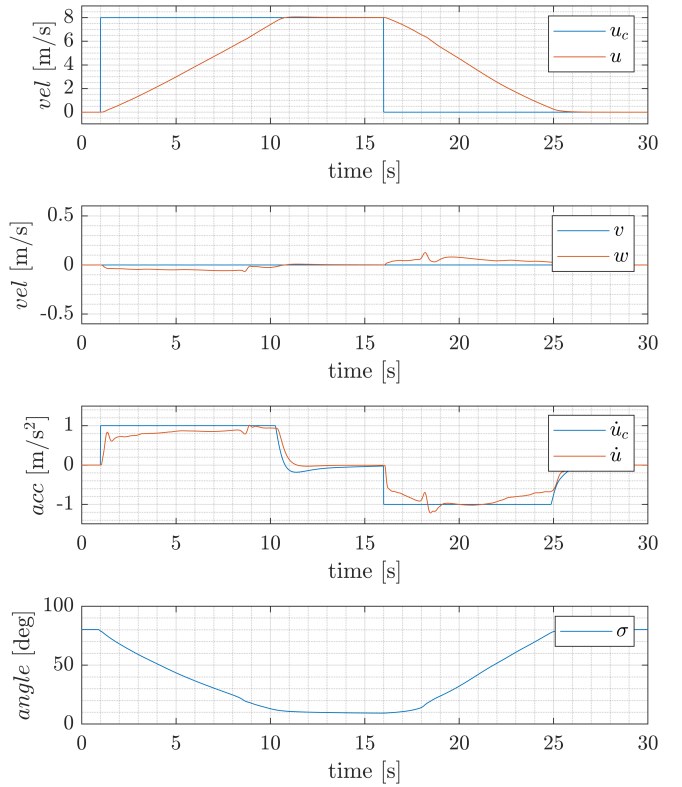 8
6
4
2
0
vel [m/s]
u_c
u
0 5 10 15 20 25 30
time [s]
0.5
0
-0.5
vel [m/s]
v
w
0 5 10 15 20 25 30
time [s]
1
0
-1
acc [m/s²]
u̇_c
u̇
0 5 10 15 20 25 30
time [s]
100
50
0
angle [deg]
σ
0 5 10 15 20 25 30
time [s]